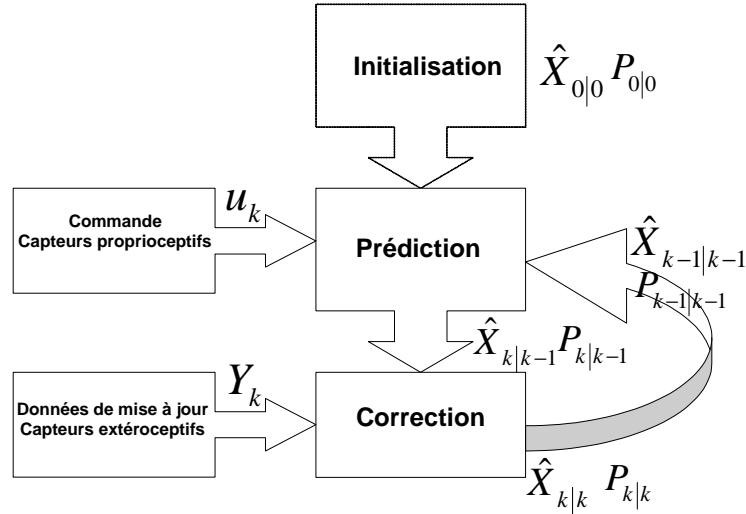 Initialisation
X̂0|0 P0|0
Commande
Capteurs proprioceptifs
uk
Prédiction
X̂k−1|k−1
Pk−1|k−1
X̂k|k−1 Pk|k−1
Données de mise à jour
Capteurs extéroceptifs
Yk
Correction
X̂k|k Pk|k